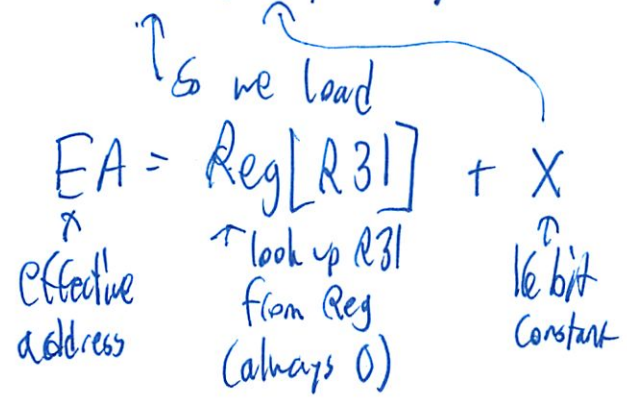 So we load
EA = Reg[R31] + X
effective
address
look up R31
from Reg
(always 0)
16 bit
constant